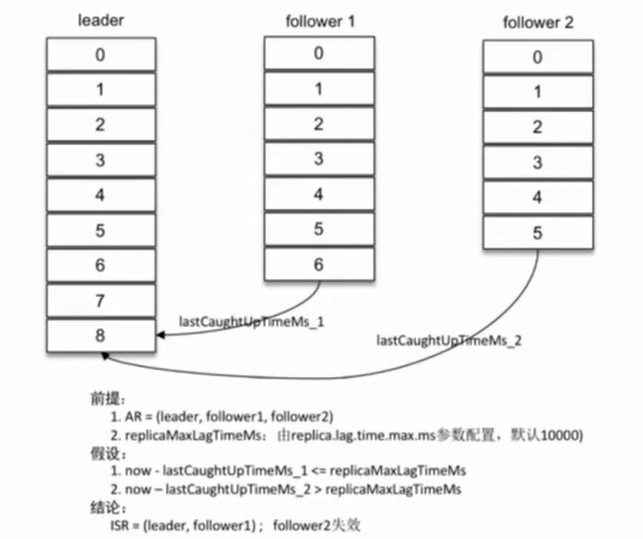 leader
follower 1
follower 2
0
1
2
3
4
5
6
7
8
0
1
2
3
4
5
6
0
1
2
3
4
5
lastCaughtUpTimeMs_1
lastCaughtUpTimeMs_2
前提：
1. AR = (leader, follower1, follower2)
2. replicaMaxLagTimeMs：由replica.lag.time.max.ms参数配置，默认10000)
假设：
1. now - lastCaughtUpTimeMs_1 <= replicaMaxLagTimeMs
2. now – lastCaughtUpTimeMs_2 > replicaMaxLagTimeMs
结论：
ISR = (leader, follower1)； follower2失效